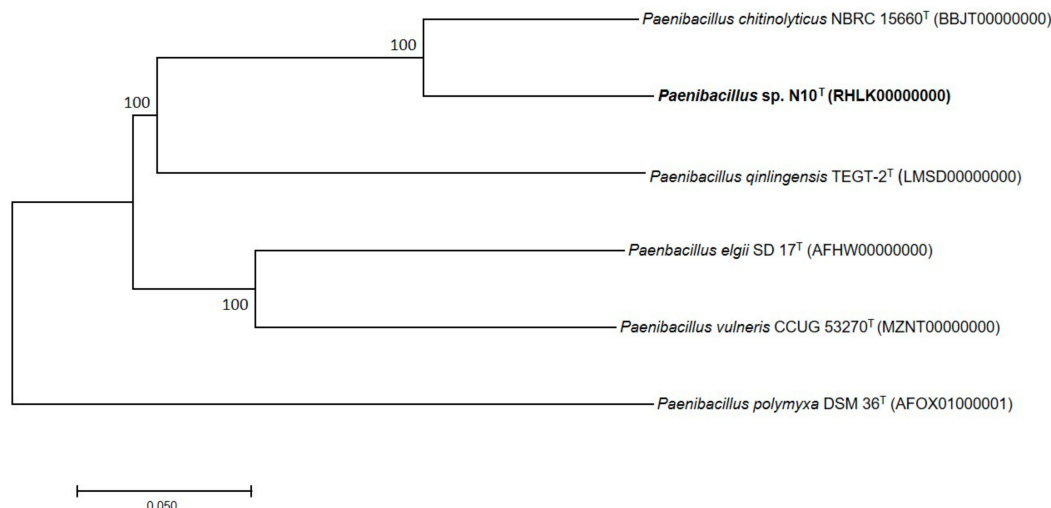 Paenibacillus chitinolyticus NBRC 15660ᵀ (BBJT00000000)
100
Paenibacillus sp. N10ᵀ (RHLK00000000)
100
Paenibacillus qinlingensis TEGT-2ᵀ (LMSD00000000)
Paenbacillus elgii SD 17ᵀ (AFHW00000000)
100
Paenibacillus vulneris CCUG 53270ᵀ (MZNT00000000)
Paenibacillus polymyxa DSM 36ᵀ (AFOX01000001)
0.050